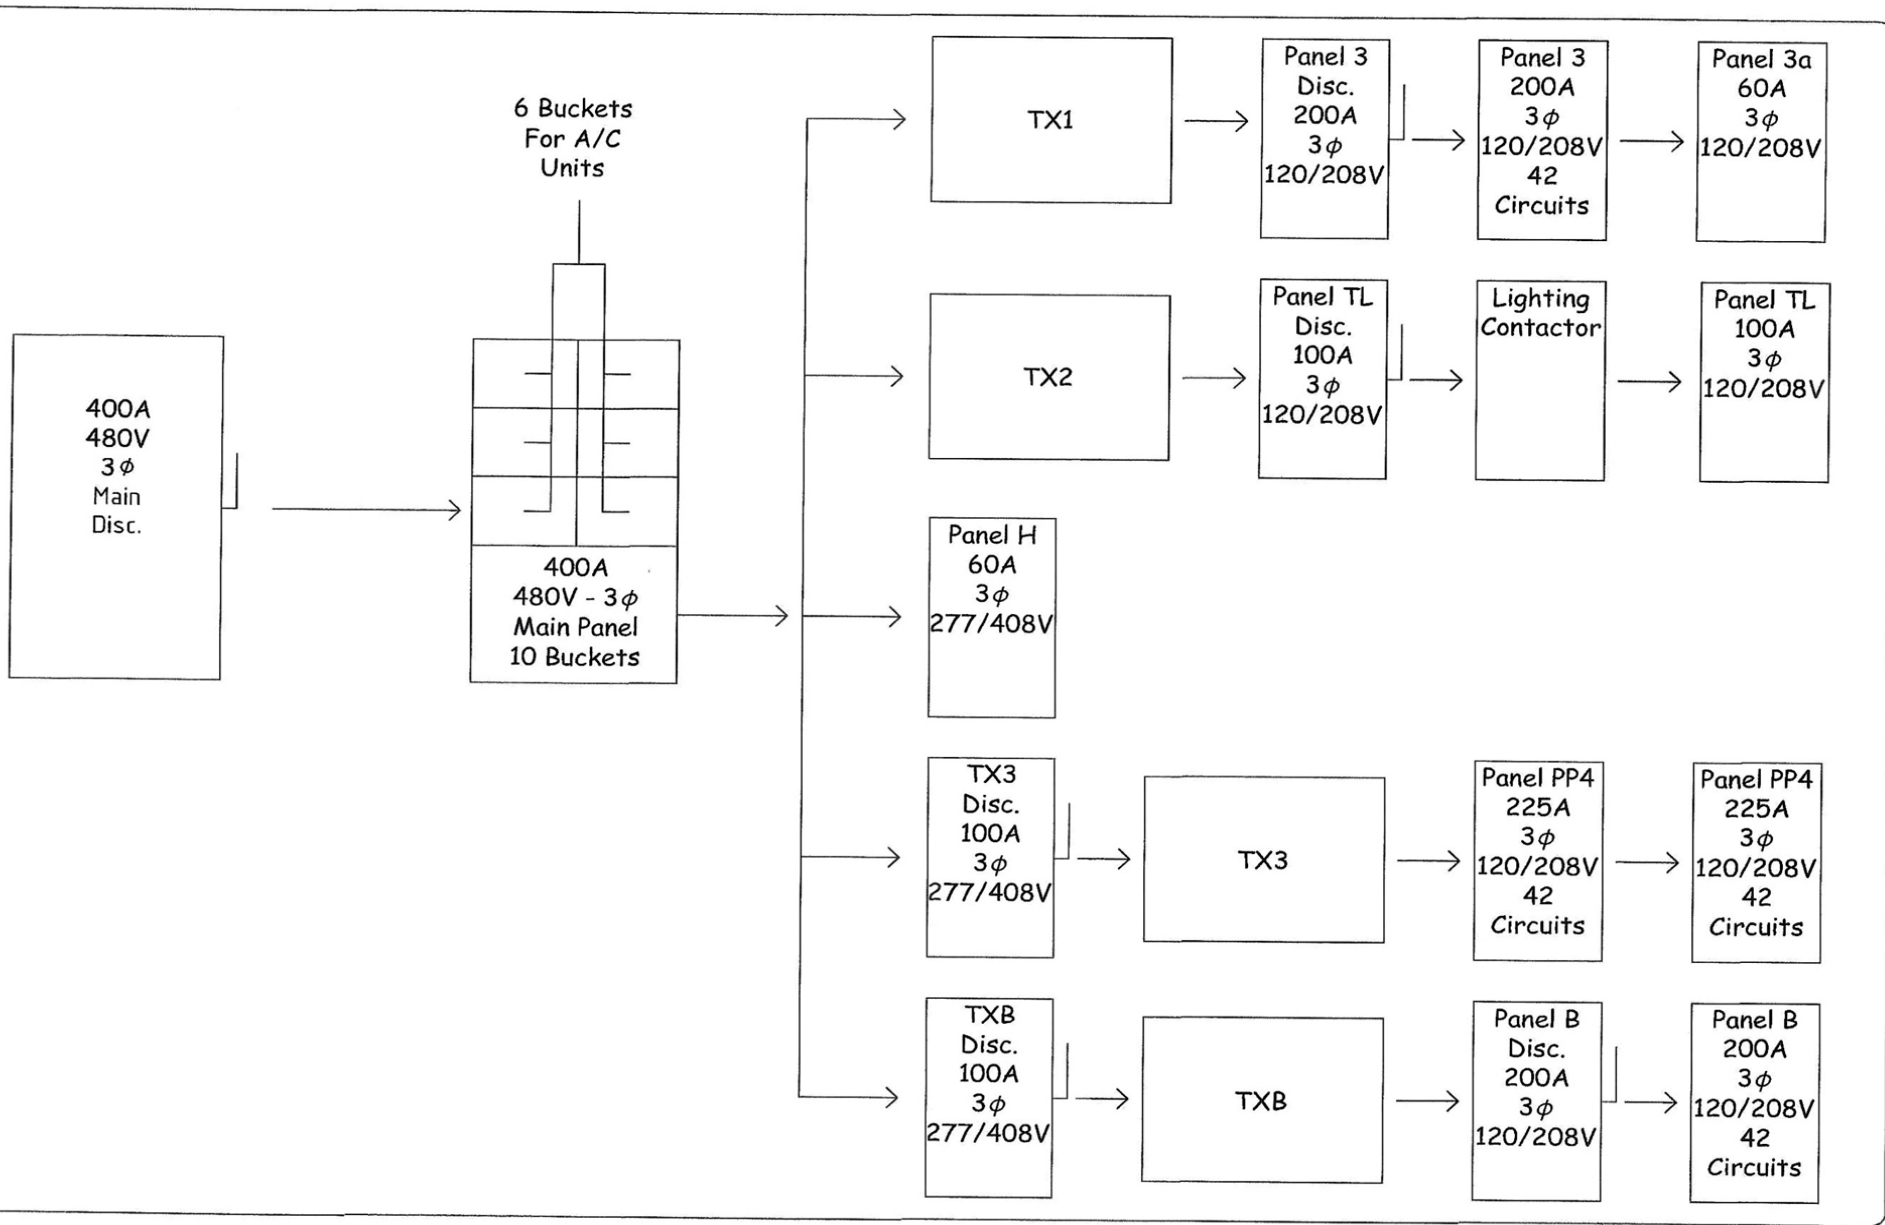 6 Buckets
For A/C
Units
400A
480V
3ϕ
Main
Disc.
400A
480V - 3ϕ
Main Panel
10 Buckets
TX1
Panel 3
Disc.
200A
3ϕ
120/208V
Panel 3
200A
3ϕ
120/208V
42
Circuits
Panel 3a
60A
3ϕ
120/208V
TX2
Panel TL
Disc.
100A
3ϕ
120/208V
Lighting
Contactor
Panel TL
100A
3ϕ
120/208V
Panel H
60A
3ϕ
277/408V
TX3
Disc.
100A
3ϕ
277/408V
TX3
Panel PP4
225A
3ϕ
120/208V
42
Circuits
Panel PP4
225A
3ϕ
120/208V
42
Circuits
TXB
Disc.
100A
3ϕ
277/408V
TXB
Panel B
Disc.
200A
3ϕ
120/208V
Panel B
200A
3ϕ
120/208V
42
Circuits